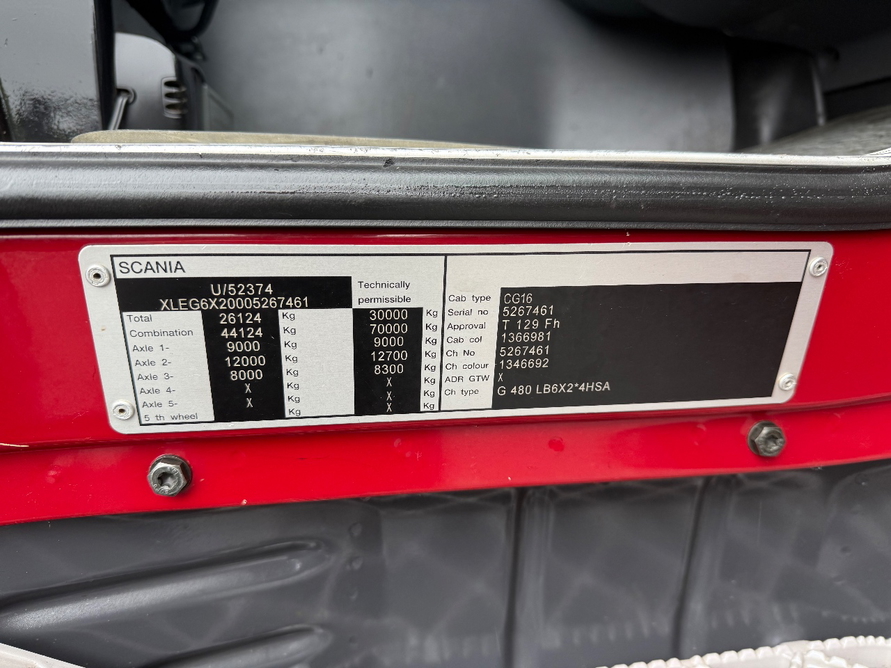 SCANIA
U/52374
XLEG6X20005267461
Technically
permissible
Total 26124 Kg 30000 Kg
Combination 44124 Kg 70000 Kg
Axle 1- 9000 Kg 9000 Kg
Axle 2- 12000 Kg 12700 Kg
Axle 3- 8000 Kg 8300 Kg
Axle 4- X Kg X Kg
Axle 5- X Kg X Kg
5 th wheel Kg Kg
Cab type CG16
Serial no 5267461
Approval T 129 Fh
Cab col 1366981
Ch No 5267461
Ch colour 1346692
ADR GTW X
Ch type G 480 LB6X2*4HSA